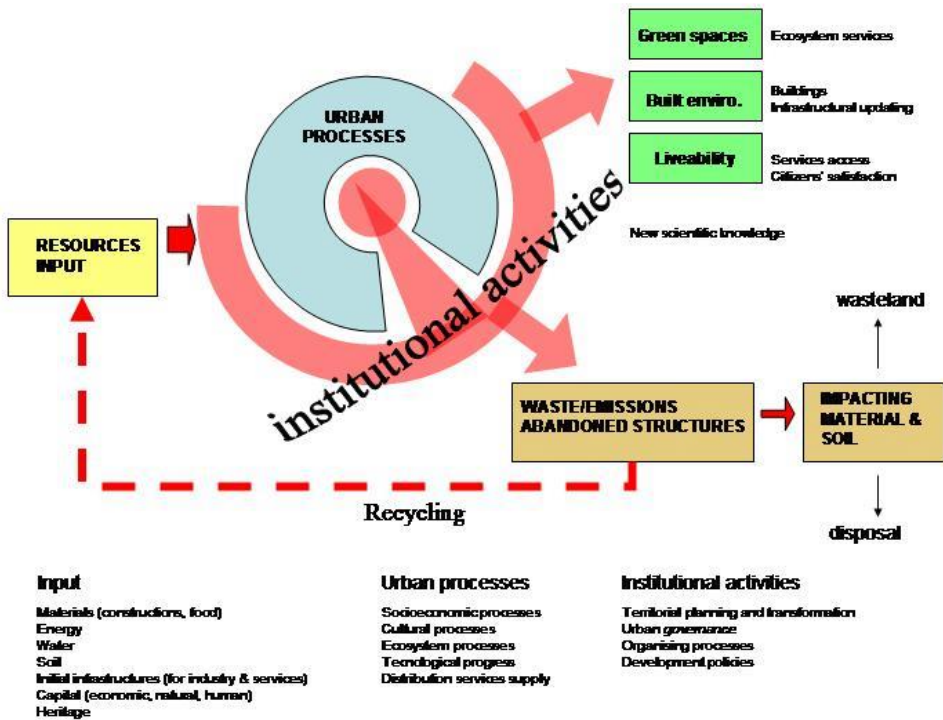 Green spaces
Ecosystem services
Built enviro.
Buildings
Infrastructural updating
Liveability
Services access
Citizens' satisfaction
New scientific knowledge
URBAN
PROCESSES
institutional activities
RESOURCES
INPUT
wasteland
WASTE/EMISSIONS
ABANDONED STRUCTURES
IMPACTING
MATERIAL &
SOIL
Recycling
disposal
Input
Materials (constructions, food)
Energy
Water
Soil
Initial infrastructures (for industry & services)
Capital (economic, natural, human)
Heritage
Urban processes
Socioeconomic processes
Cultural processes
Ecosystem processes
Tecnological progress
Distribution services supply
Institutional activities
Territorial planning and transformation
Urban governance
Organising processes
Development policies